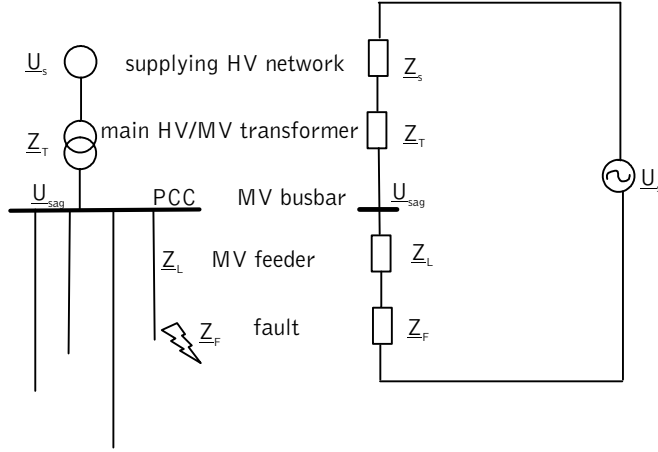 U_s supplying HV network Z_s
Z_T main HV/MV transformer Z_T
U_sag PCC MV busbar U_sag U
Z_L MV feeder Z_L
Z_F fault Z_F